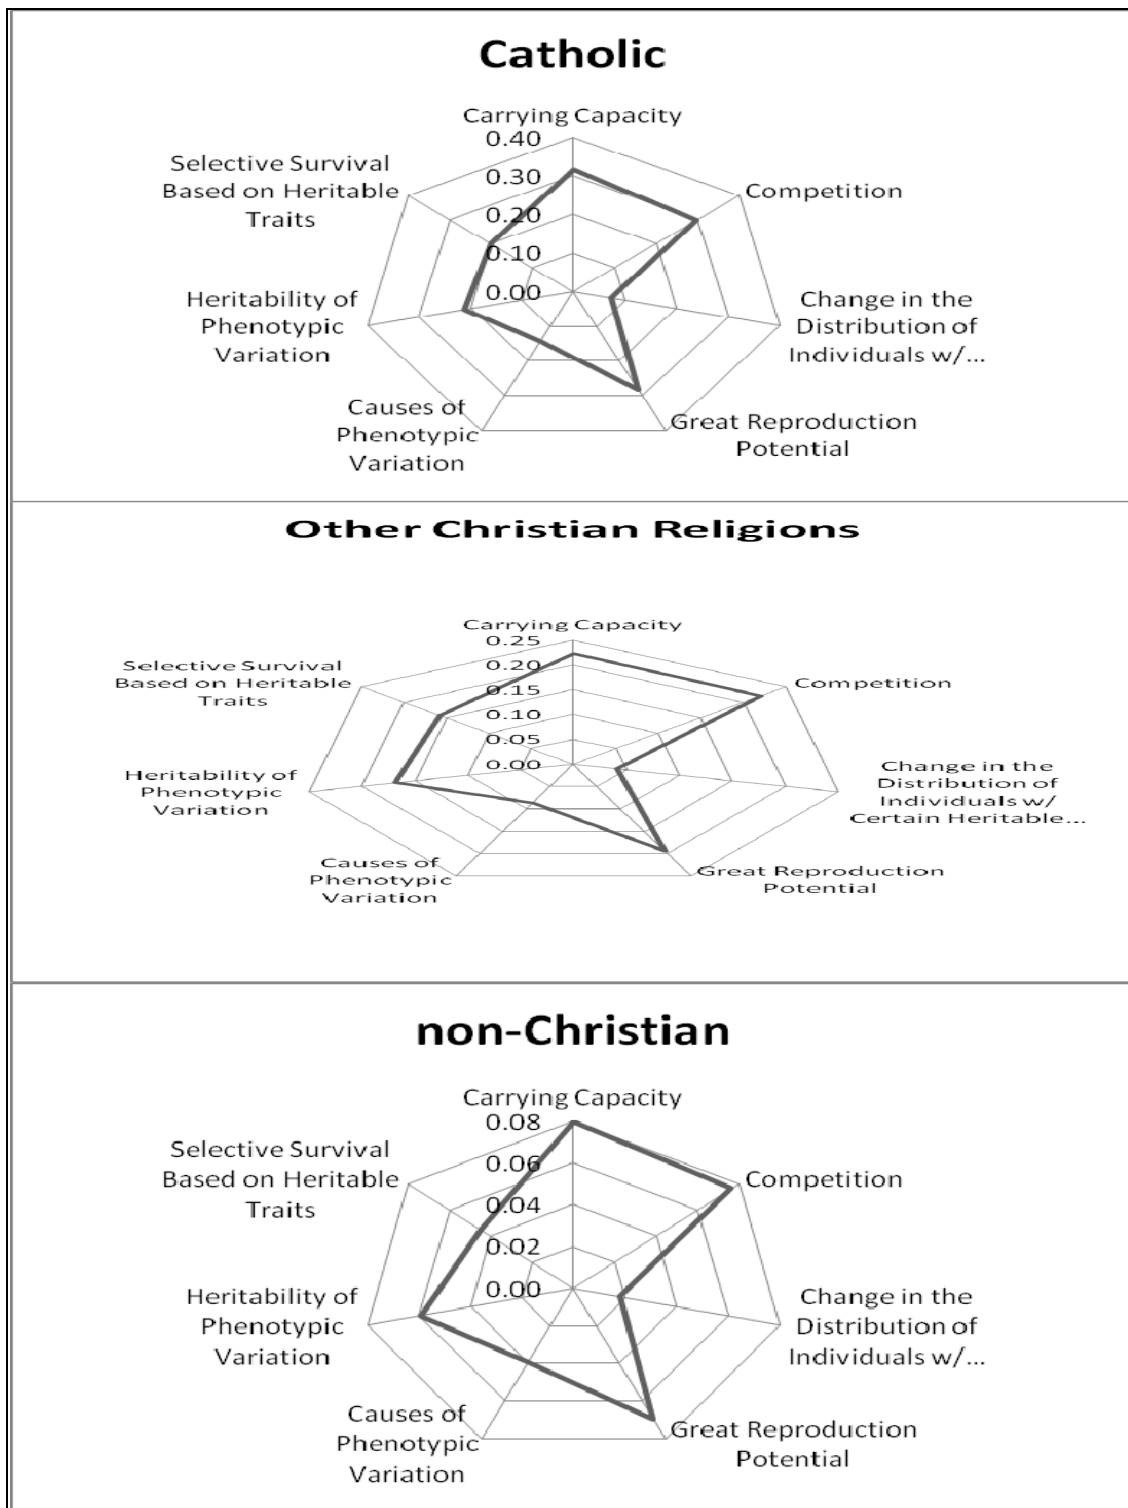 Catholic
Carrying Capacity
0.40
0.30
0.20
0.10
0.00
Competition
Change in the
Distribution of
Individuals w/...
Great Reproduction
Potential
Causes of
Phenotypic
Variation
Heritability of
Phenotypic
Variation
Selective Survival
Based on Heritable
Traits
Other Christian Religions
Carrying Capacity
0.25
0.20
0.15
0.10
0.05
0.00
Competition
Change in the
Distribution of
Individuals w/
Certain Heritable...
Great Reproduction
Potential
Causes of
Phenotypic
Variation
Heritability of
Phenotypic
Variation
Selective Survival
Based on Heritable
Traits
non-Christian
Carrying Capacity
0.08
0.06
0.04
0.02
0.00
Competition
Change in the
Distribution of
Individuals w/...
Great Reproduction
Potential
Causes of
Phenotypic
Variation
Heritability of
Phenotypic
Variation
Selective Survival
Based on Heritable
Traits